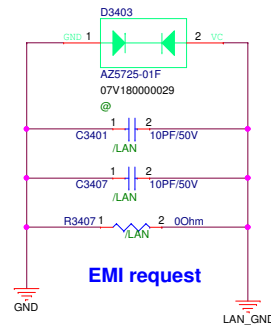 D3403
GND 1 2 VC
AZ5725-01F
07V180000029
@
1 2
C3401 10PF/50V
/LAN
1 2
C3407 10PF/50V
/LAN
R3407 1 2 0Ohm
/LAN
EMI request
GND LAN_GND